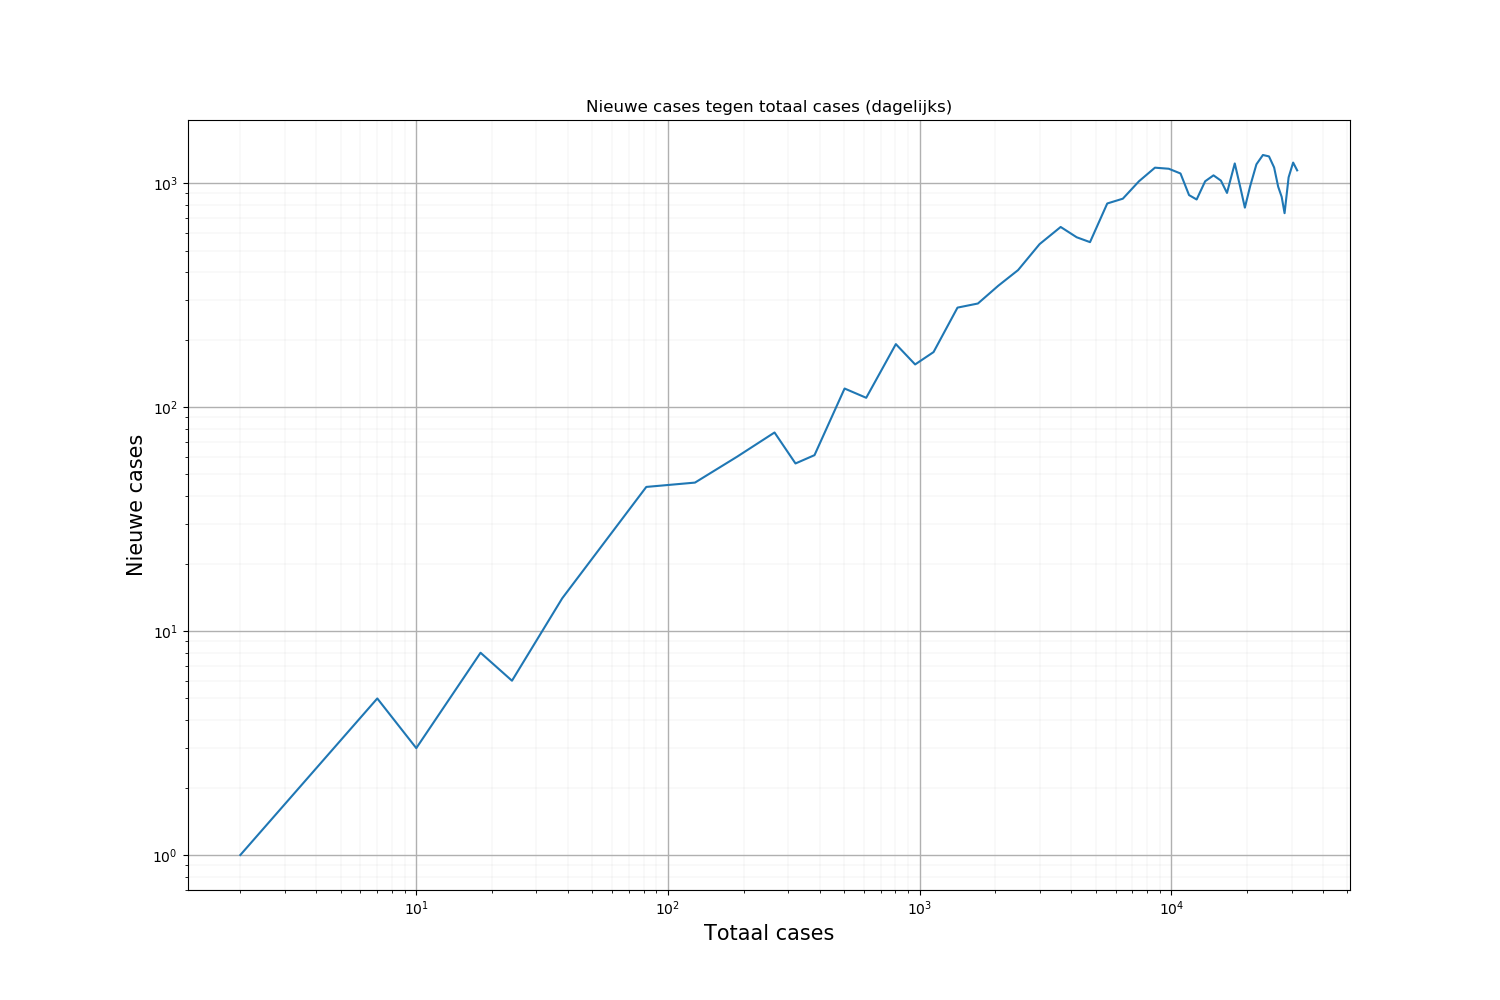 Nieuwe cases tegen totaal cases (dagelijks)
Nieuwe cases
10³
10²
10¹
10⁰
10¹ 10² 10³ 10⁴
Totaal cases